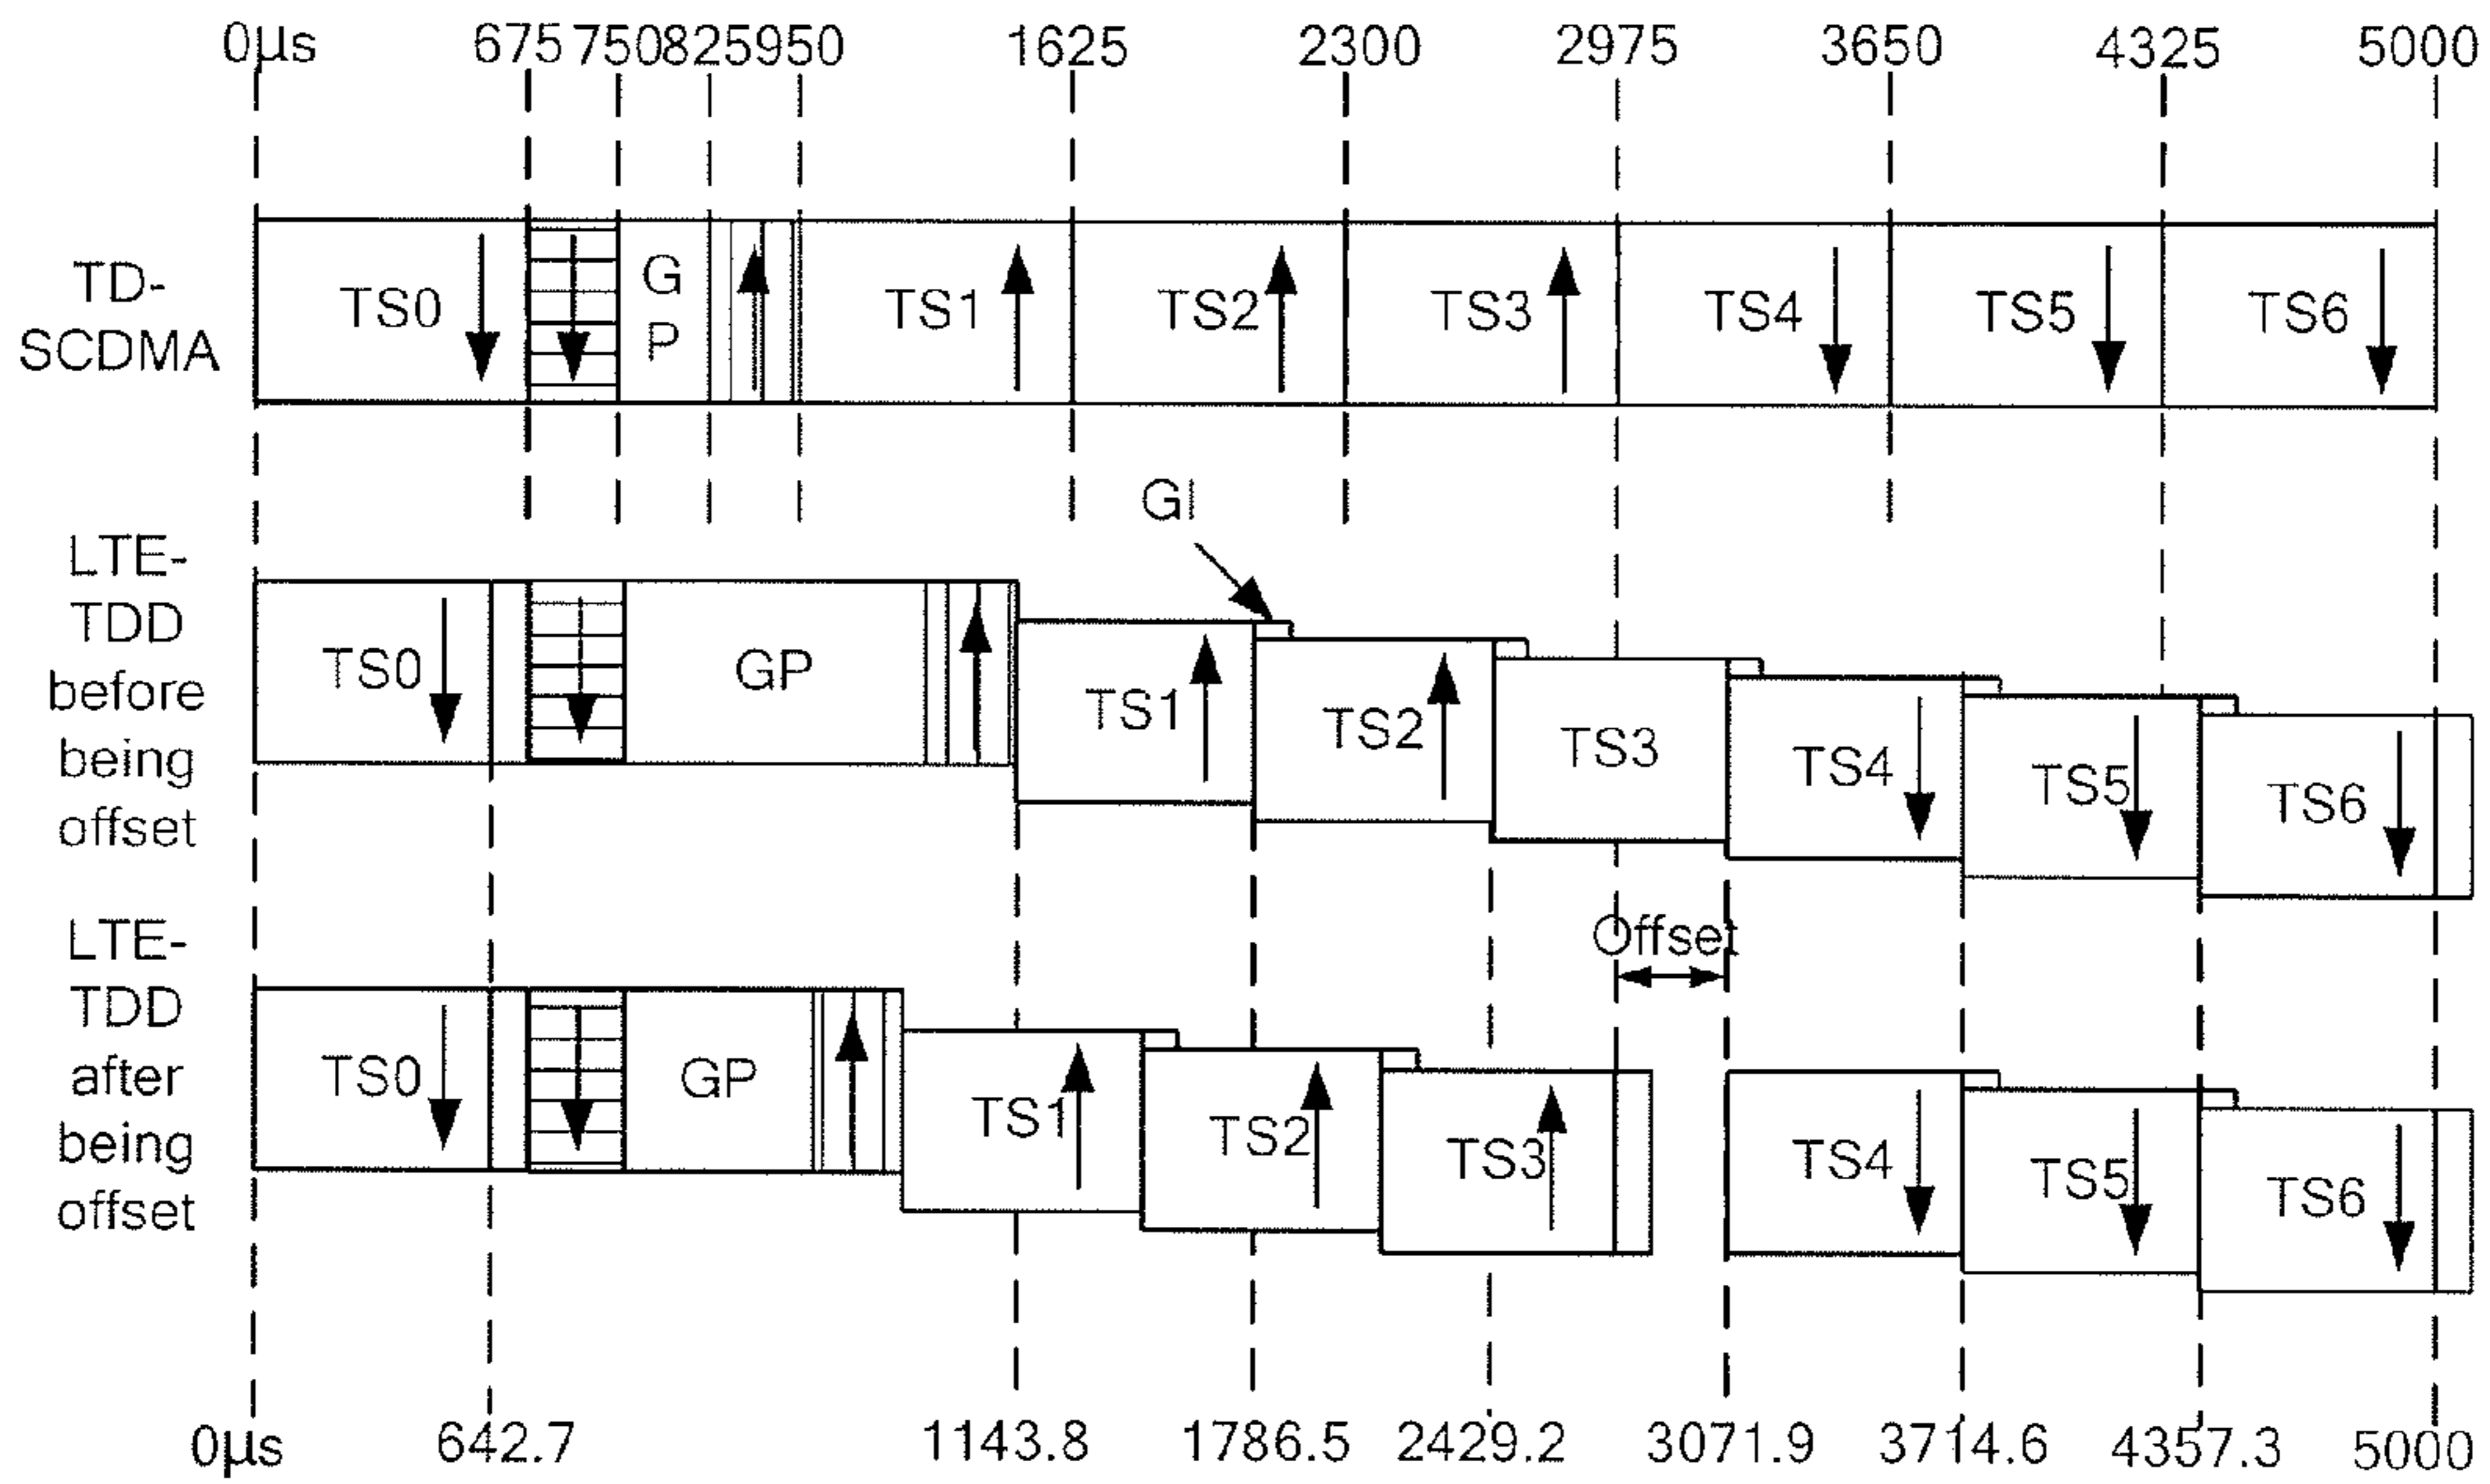 0µs 675 750 825 950 1625 2300 2975 3650 4325 5000
TD-
SCDMA
TS0 G
P TS1 TS2 TS3 TS4 TS5 TS6
GI
LTE-
TDD
before
being
offset
TS0 GP TS1 TS2 TS3 TS4 TS5 TS6
Offset
LTE-
TDD
after
being
offset
TS0 GP TS1 TS2 TS3 TS4 TS5 TS6
0µs 642.7 1143.8 1786.5 2429.2 3071.9 3714.6 4357.3 5000